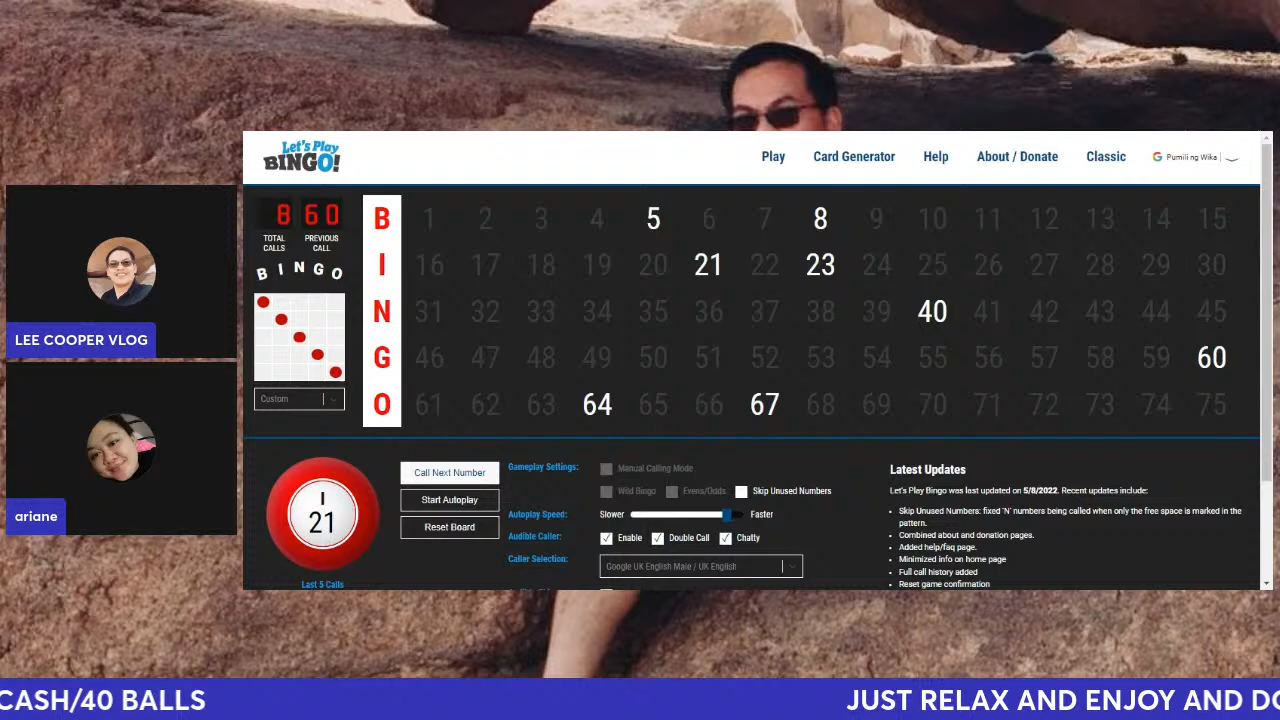 Let's Play
BINGO!
Play
Card Generator
Help
About / Donate
Classic
G Pumili ng Wika
8 60
TOTAL CALLS
PREVIOUS CALL
B I N G O
Custom
B 1 2 3 4 5 6 7 8 9 10 11 12 13 14 15
I 16 17 18 19 20 21 22 23 24 25 26 27 28 29 30
N 31 32 33 34 35 36 37 38 39 40 41 42 43 44 45
G 46 47 48 49 50 51 52 53 54 55 56 57 58 59 60
O 61 62 63 64 65 66 67 68 69 70 71 72 73 74 75
LEE COOPER VLOG
ariane
I
21
Last 5 Calls
Call Next Number
Start Autoplay
Reset Board
Gameplay Settings:
Manual Calling Mode
Wild Bingo
Evens/Odds
Skip Unused Numbers
Autoplay Speed:
Slower
Faster
Audible Caller:
Enable
Double Call
Chatty
Caller Selection:
Google UK English Male / UK English
Latest Updates
Let's Play Bingo was last updated on 5/8/2022. Recent updates include:
Skip Unused Numbers: fixed 'N' numbers being called when only the free space is marked in the
pattern.
Combined about and donation pages.
Added help/faq page.
Minimized info on home page
Full call history added
Reset game confirmation
CASH/40 BALLS
JUST RELAX AND ENJOY AND DO